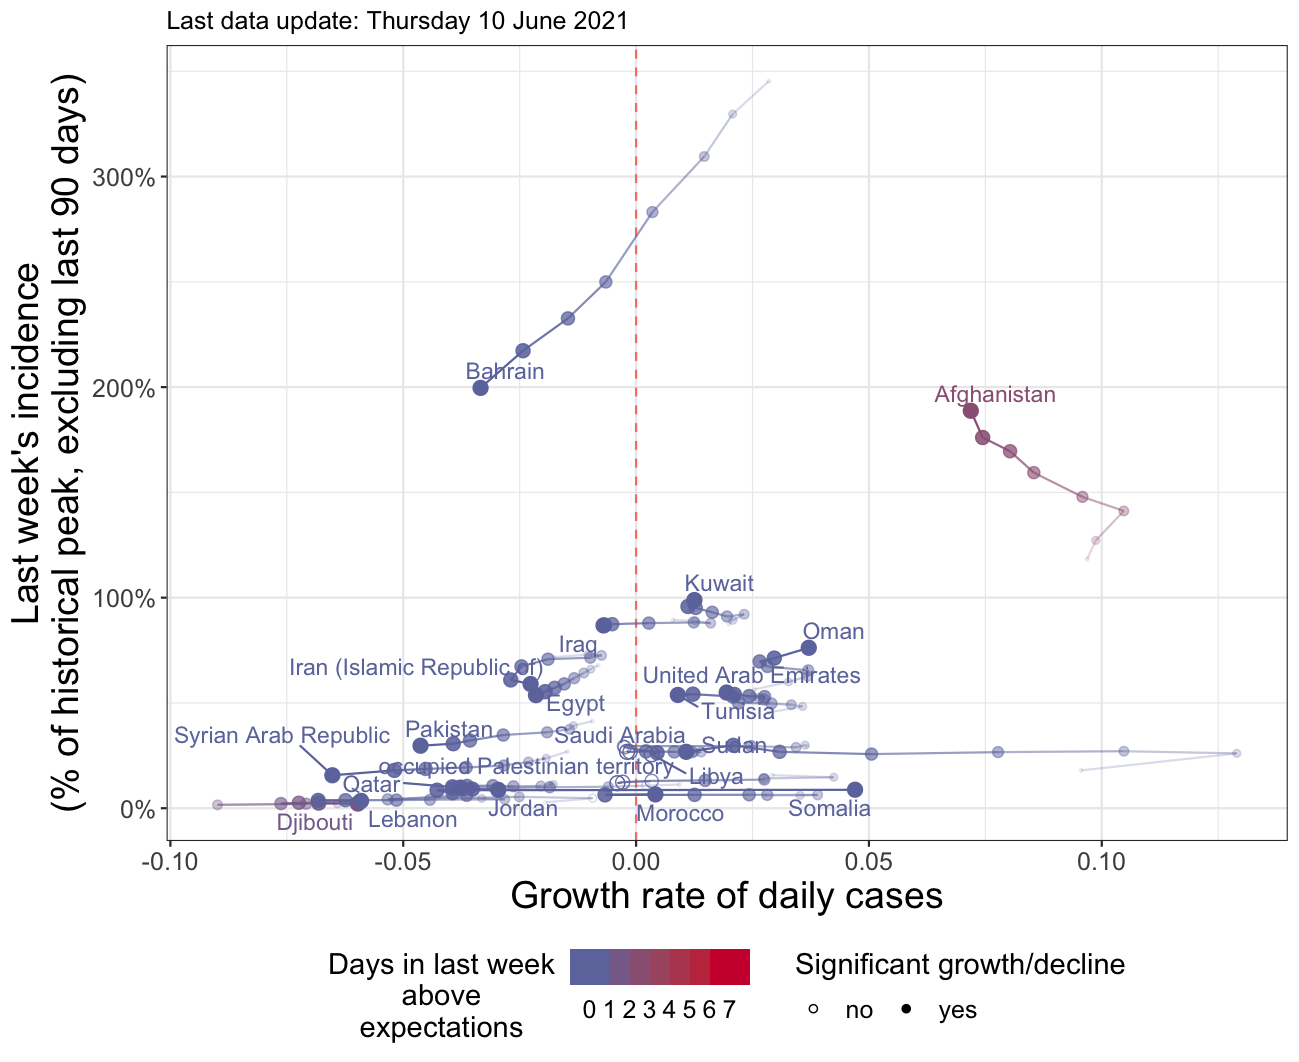 Last data update: Thursday 10 June 2021
Last week's incidence
(% of historical peak, excluding last 90 days)
300%
200%
100%
0%
Bahrain
Afghanistan
Kuwait
Oman
Iraq
Iran (Islamic Republic of)
United Arab Emirates
Egypt
Tunisia
Pakistan
Syrian Arab Republic
Saudi Arabia
Sudan
occupied Palestinian territory
Libya
Qatar
Jordan
Somalia
Morocco
Lebanon
Djibouti
-0.10
-0.05
0.00
0.05
0.10
Growth rate of daily cases
Days in last week
above
expectations
0 1 2 3 4 5 6 7
Significant growth/decline
no
yes